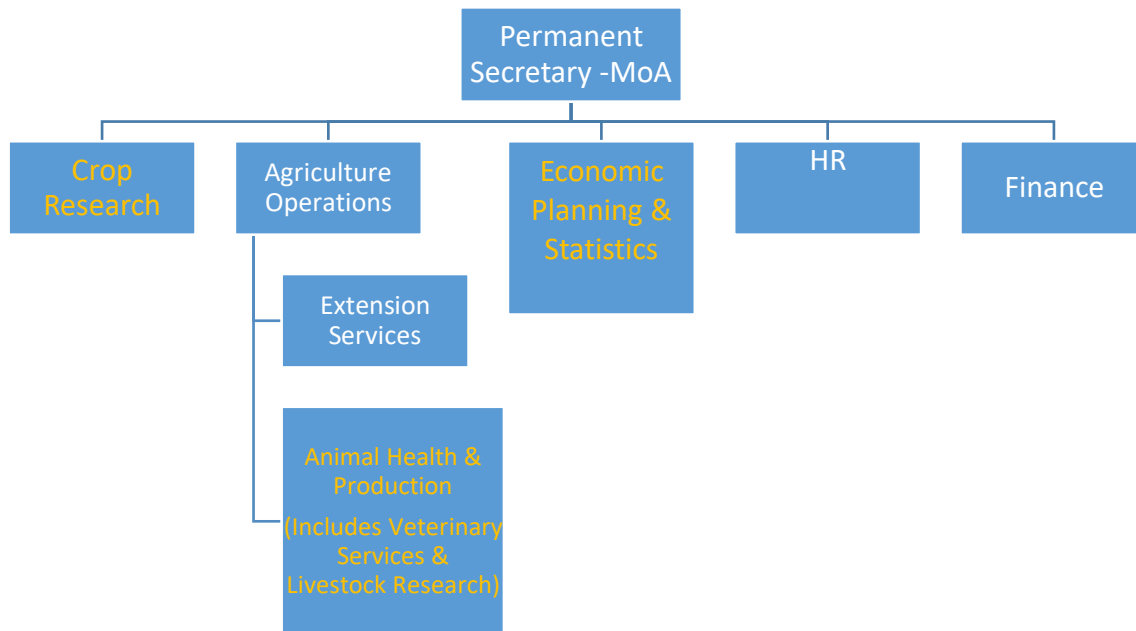 Permanent
Secretary -MoA
Crop
Research
Agriculture
Operations
Economic
Planning &
Statistics
HR
Finance
Extension
Services
Animal Health &
Production
(Includes Veterinary
Services &
Livestock Research)